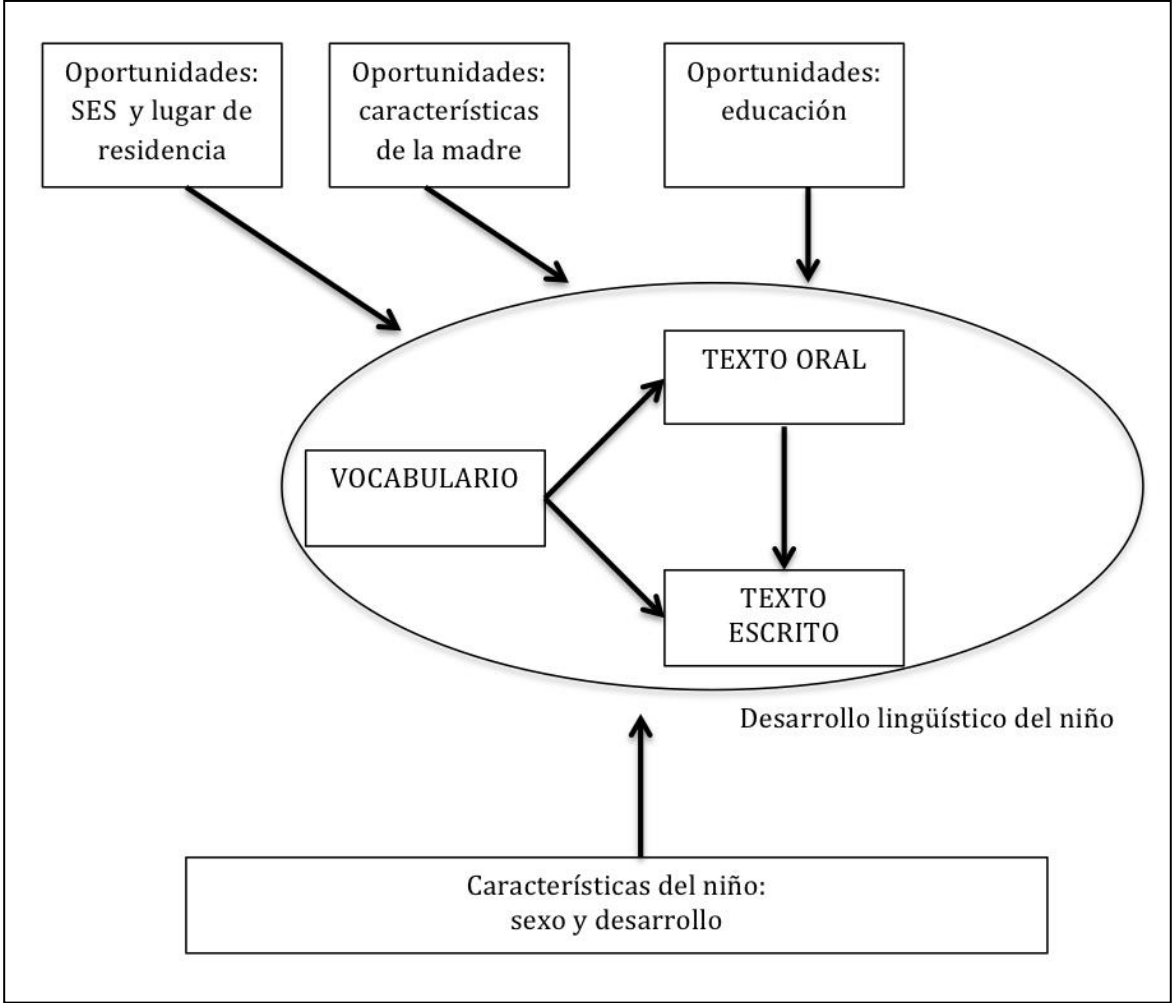 Oportunidades:
SES y lugar de
residencia
Oportunidades:
características
de la madre
Oportunidades:
educación
TEXTO ORAL
VOCABULARIO
TEXTO
ESCRITO
Desarrollo lingüístico del niño
Características del niño:
sexo y desarrollo